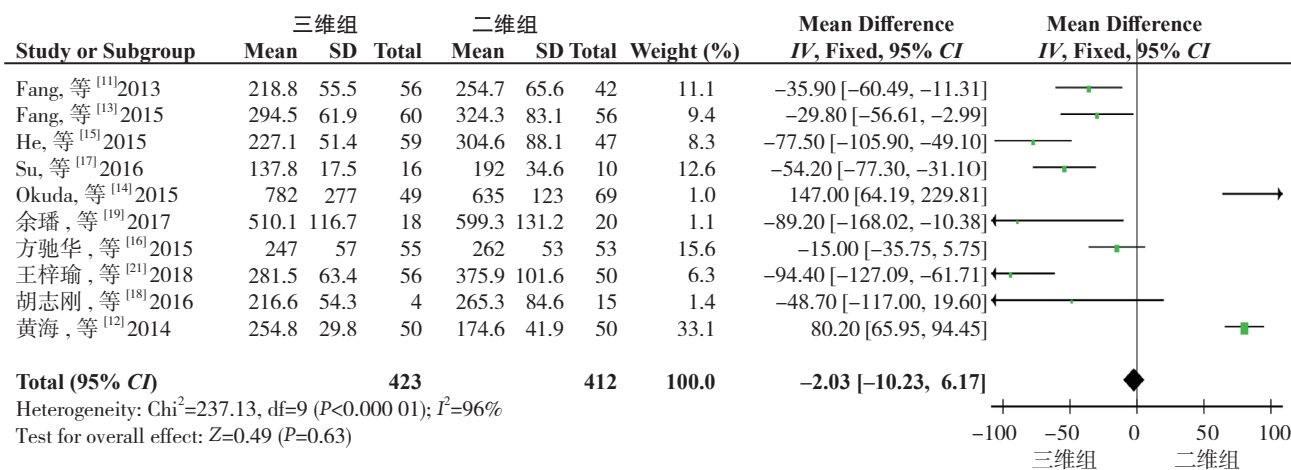 三维组 二维组 Mean Difference Mean Difference
Study or Subgroup Mean SD Total Mean SD Total Weight (%) IV, Fixed, 95% CI IV, Fixed, 95% CI
Fang, 等 [11]2013 218.8 55.5 56 254.7 65.6 42 11.1 −35.90 [−60.49, −11.31]
Fang, 等 [13]2015 294.5 61.9 60 324.3 83.1 56 9.4 −29.80 [−56.61, −2.99]
He, 等 [15]2015 227.1 51.4 59 304.6 88.1 47 8.3 −77.50 [−105.90, −49.10]
Su, 等 [17]2016 137.8 17.5 16 192 34.6 10 12.6 −54.20 [−77.30, −31.10]
Okuda, 等 [14]2015 782 277 49 635 123 69 1.0 147.00 [64.19, 229.81]
余璠, 等 [19]2017 510.1 116.7 18 599.3 131.2 20 1.1 −89.20 [−168.02, −10.38]
方驰华, 等 [16]2015 247 57 55 262 53 53 15.6 −15.00 [−35.75, 5.75]
王梓瑜, 等 [21]2018 281.5 63.4 56 375.9 101.6 50 6.3 −94.40 [−127.09, −61.71]
胡志刚, 等 [18]2016 216.6 54.3 4 265.3 84.6 15 1.4 −48.70 [−117.00, 19.60]
黄海, 等 [12]2014 254.8 29.8 50 174.6 41.9 50 33.1 80.20 [65.95, 94.45]
Total (95% CI) 423 412 100.0 −2.03 [−10.23, 6.17]
Heterogeneity: Chi²=237.13, df=9 (P<0.000 01); I²=96%
Test for overall effect: Z=0.49 (P=0.63)
−100 −50 0 50 100
三维组 二维组